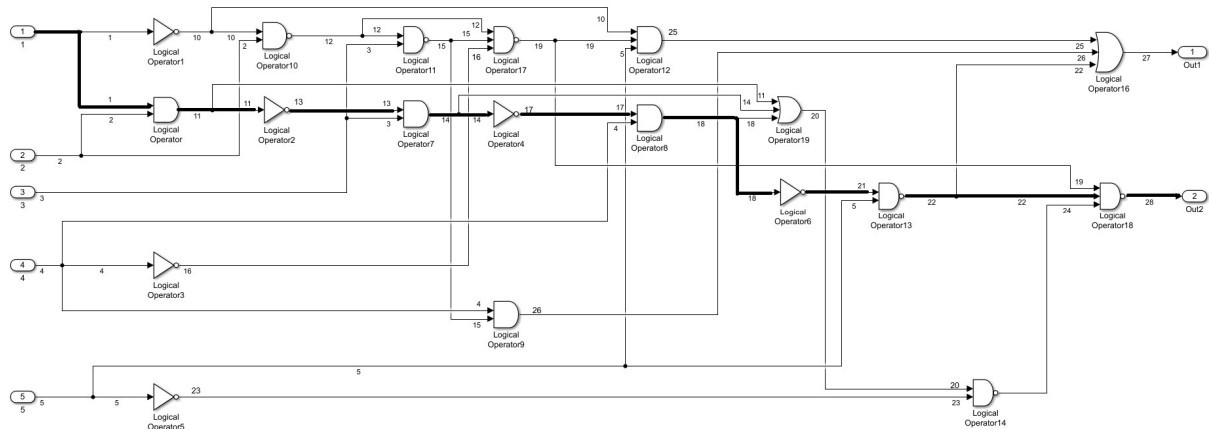 10
12
12
25
1
1
1
10
10
2
12
3
15
15
16
19
19
5
25
26
22
27
1
Out1
Logical
Operator1
Logical
Operator10
Logical
Operator11
Logical
Operator17
Logical
Operator12
Logical
Operator16
1
2
11
11
13
13
3
14
14
17
17
4
18
11
14
18
20
Logical
Operator
Logical
Operator2
Logical
Operator7
Logical
Operator4
Logical
Operator8
Logical
Operator19
2
2
2
3
3
3
18
21
5
22
22
19
24
28
2
Out2
Logical
Operator6
Logical
Operator13
Logical
Operator18
4
4
4
4
16
Logical
Operator3
4
15
26
Logical
Operator9
5
5
5
5
5
23
Logical
Operator5
20
23
Logical
Operator14